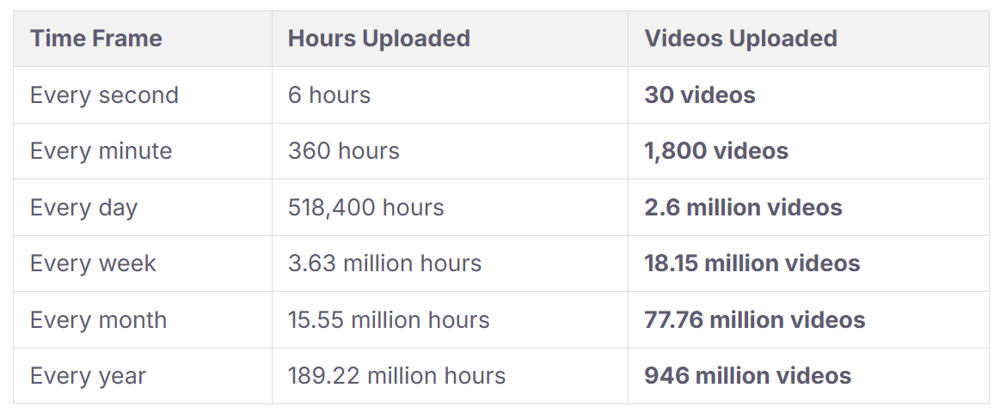 Time Frame Hours Uploaded Videos Uploaded
Every second 6 hours 30 videos
Every minute 360 hours 1,800 videos
Every day 518,400 hours 2.6 million videos
Every week 3.63 million hours 18.15 million videos
Every month 15.55 million hours 77.76 million videos
Every year 189.22 million hours 946 million videos